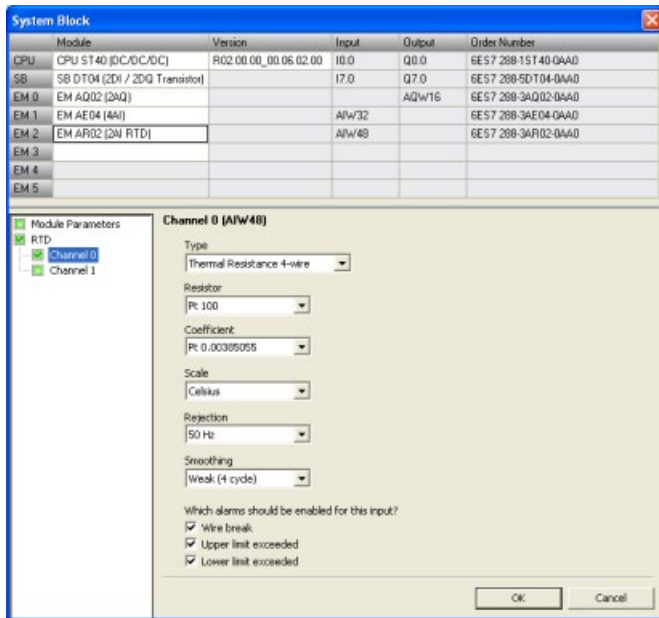 System Block
Module Version Input Output Order Number
CPU CPU ST40 (DC/DC/DC) R02.00.00_00.06.02.00 I0.0 Q0.0 6ES7 288-1ST40-0AA0
SB SB DT04 (2DI / 2DQ Transistor) I7.0 Q7.0 6ES7 288-5DT04-0AA0
EM 0 EM AQ02 (2AQ) AQW16 6ES7 288-3AQ02-0AA0
EM 1 EM AE04 (4AI) AIW32 6ES7 288-3AE04-0AA0
EM 2 EM AR02 (2AI RTD) AIW48 6ES7 288-3AR02-0AA0
EM 3
EM 4
EM 5
Module Parameters
RTD
Channel 0
Channel 1
Channel 0 (AIW48)
Type
Thermal Resistance 4-wire
Resistor
Pt 100
Coefficient
Pt 0.00385055
Scale
Celsius
Rejection
50 Hz
Smoothing
Weak (4 cycle)
Which alarms should be enabled for this input?
Wire break
Upper limit exceeded
Lower limit exceeded
OK Cancel